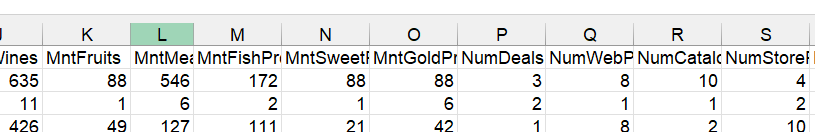 J K L M N O P Q R S
Wines MntFruits MntMea MntFishPr MntSweetP MntGoldPr NumDeals NumWebP NumCatalo NumStoreP
635 88 546 172 88 88 3 8 10 4
11 1 6 2 1 6 2 1 1 2
426 49 127 111 21 42 1 8 2 10